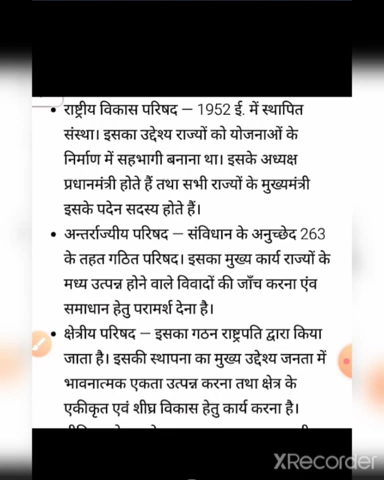 राष्ट्रीय विकास परिषद — 1952 ई. में स्थापित
संस्था। इसका उद्देश्य राज्यों को योजनाओं के
निर्माण में सहभागी बनाना था। इसके अध्यक्ष
प्रधानमंत्री होते हैं तथा सभी राज्यों के मुख्यमंत्री
इसके पदेन सदस्य होते हैं।
अन्तर्राज्यीय परिषद — संविधान के अनुच्छेद 263
के तहत गठित परिषद। इसका मुख्य कार्य राज्यों के
मध्य उत्पन्न होने वाले विवादों की जाँच करना एंव
समाधान हेतु परामर्श देना है।
क्षेत्रीय परिषद — इसका गठन राष्ट्रपति द्वारा किया
जाता है। इसकी स्थापना का मुख्य उद्देश्य जनता में
भावनात्मक एकता उत्पन्न करना तथा क्षेत्र के
एकीकृत एवं शीघ्र विकास हेतु कार्य करना है।
XRecorder